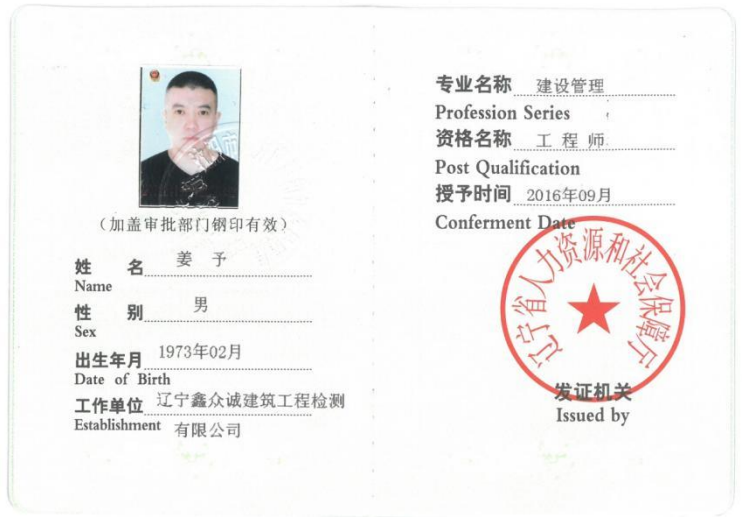 （加盖审批部门钢印有效）
姓 名 姜 予
Name
性 别 男
Sex
出生年月 1973年02月
Date of Birth
工作单位 辽宁鑫众诚建筑工程检测
Establishment 有限公司
专业名称 建设管理
Profession Series
资格名称 工 程 师
Post Qualification
授予时间 2016年09月
Conferment Date
辽宁省人力资源和社会保障厅
发证机关
Issued by